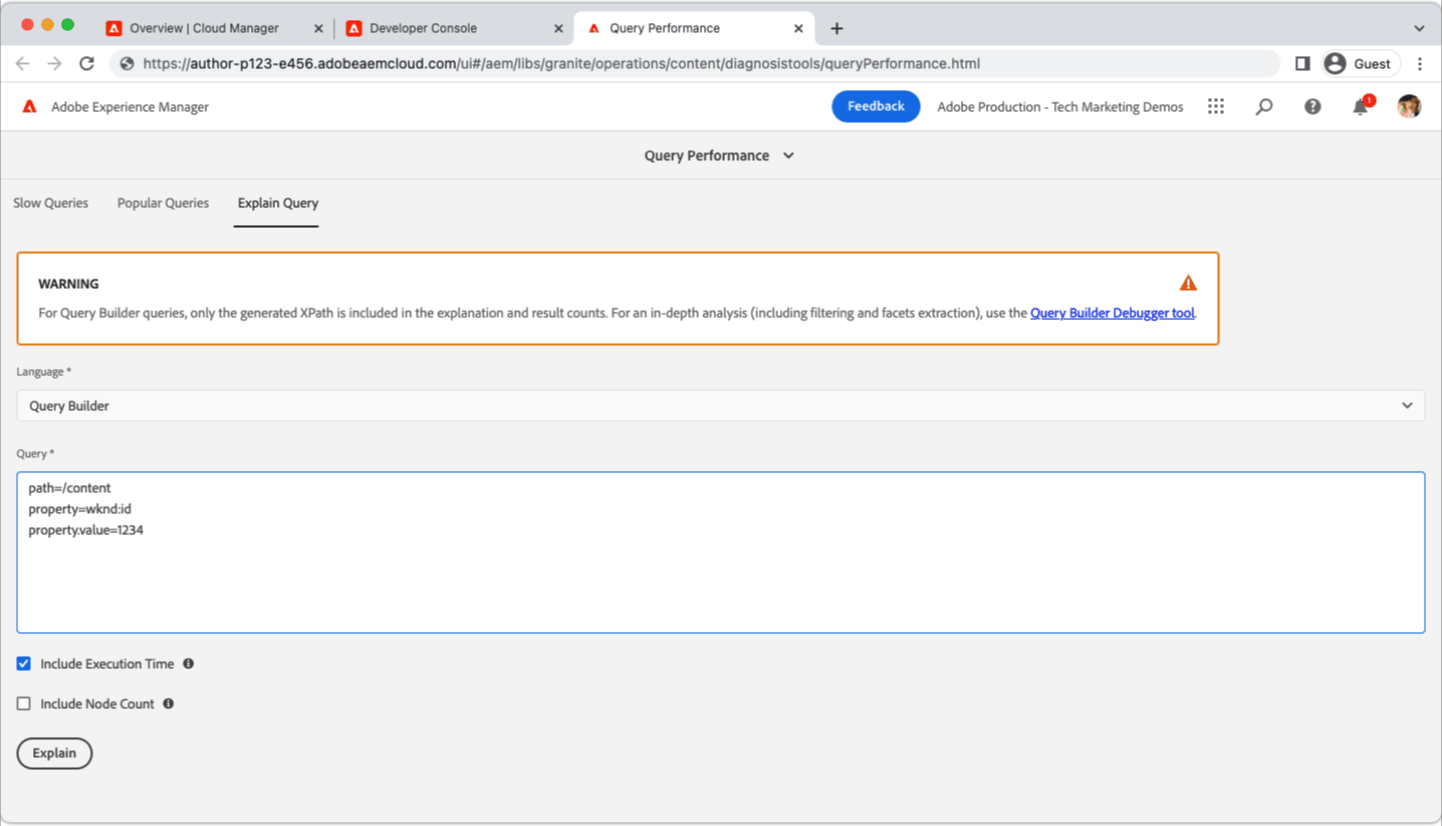 Overview | Cloud Manager
Developer Console
Query Performance
https://author-p123-e456.adobeaemcloud.com/ui#/aem/libs/granite/operations/content/diagnosistools/queryPerformance.html
Guest
Adobe Experience Manager
Feedback
Adobe Production - Tech Marketing Demos
1
Query Performance
Slow Queries
Popular Queries
Explain Query
WARNING
For Query Builder queries, only the generated XPath is included in the explanation and result counts. For an in-depth analysis (including filtering and facets extraction), use the Query Builder Debugger tool.
Language *
Query Builder
Query *
path=/content
property=wknd:id
property.value=1234
Include Execution Time
Include Node Count
Explain